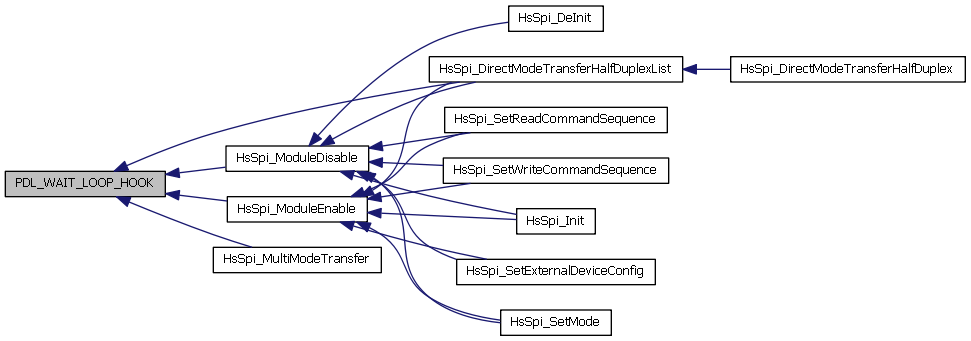 HsSpi_DeInit
HsSpi_DirectModeTransferHalfDuplexList
HsSpi_DirectModeTransferHalfDuplex
HsSpi_SetReadCommandSequence
HsSpi_ModuleDisable
HsSpi_SetWriteCommandSequence
PDL_WAIT_LOOP_HOOK
HsSpi_ModuleEnable
HsSpi_Init
HsSpi_MultiModeTransfer
HsSpi_SetExternalDeviceConfig
HsSpi_SetMode